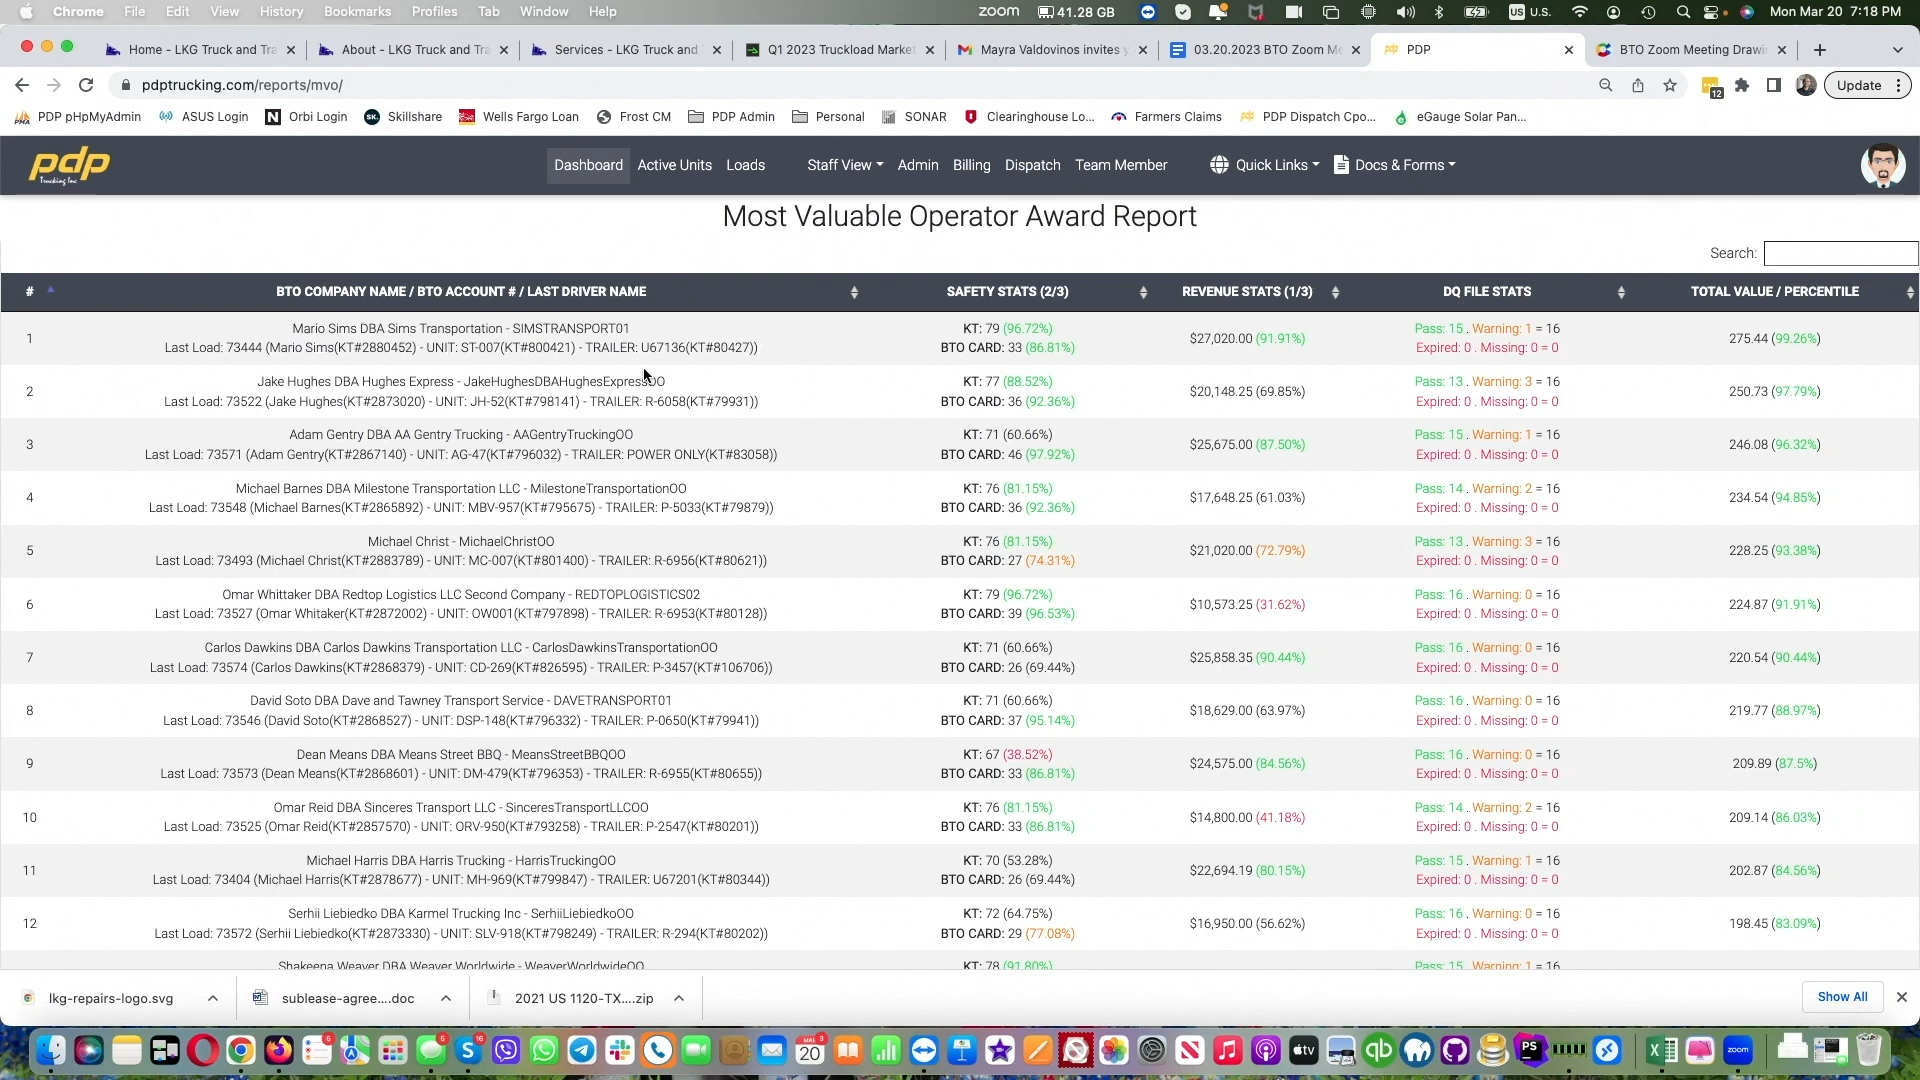 Chrome File Edit View History Bookmarks Profiles Tab Window Help zoom 41.28 GB US U.S. Mon Mar 20 7:18 PM
Home - LKG Truck and Tra About - LKG Truck and Tra Services - LKG Truck and Q1 2023 Truckload Market Mayra Valdovinos invites y 03.20.2023 BTO Zoom Me PDP BTO Zoom Meeting Drawin
pdptrucking.com/reports/mvo/ 12 Update
PDP pHpMyAdmin ASUS Login Orbi Login Skillshare Wells Fargo Loan Frost CM PDP Admin Personal SONAR Clearinghouse Lo... Farmers Claims PDP Dispatch Cpo... eGauge Solar Pan...
pdp
Trucking Inc
Dashboard Active Units Loads Staff View Admin Billing Dispatch Team Member Quick Links Docs & Forms
Most Valuable Operator Award Report
Search:
# BTO COMPANY NAME / BTO ACCOUNT # / LAST DRIVER NAME SAFETY STATS (2/3) REVENUE STATS (1/3) DQ FILE STATS TOTAL VALUE / PERCENTILE
1 Mario Sims DBA Sims Transportation - SIMSTRANSPORT01 KT: 79 (96.72%) $27,020.00 (91.91%) Pass: 15 . Warning: 1 = 16 275.44 (99.26%)
Last Load: 73444 (Mario Sims(KT#2880452) - UNIT: ST-007(KT#800421) - TRAILER: U67136(KT#80427)) BTO CARD: 33 (86.81%) Expired: 0 . Missing: 0 = 0
2 Jake Hughes DBA Hughes Express - JakeHughesDBAHughesExpressOO KT: 77 (88.52%) $20,148.25 (69.85%) Pass: 13 . Warning: 3 = 16 250.73 (97.79%)
Last Load: 73522 (Jake Hughes(KT#2873020) - UNIT: JH-52(KT#798141) - TRAILER: R-6058(KT#79931)) BTO CARD: 36 (92.36%) Expired: 0 . Missing: 0 = 0
3 Adam Gentry DBA AA Gentry Trucking - AAGentryTruckingOO KT: 71 (60.66%) $25,675.00 (87.50%) Pass: 15 . Warning: 1 = 16 246.08 (96.32%)
Last Load: 73571 (Adam Gentry(KT#2867140) - UNIT: AG-47(KT#796032) - TRAILER: POWER ONLY(KT#83058)) BTO CARD: 46 (97.92%) Expired: 0 . Missing: 0 = 0
4 Michael Barnes DBA Milestone Transportation LLC - MilestoneTransportationOO KT: 76 (81.15%) $17,648.25 (61.03%) Pass: 14 . Warning: 2 = 16 234.54 (94.85%)
Last Load: 73548 (Michael Barnes(KT#2865892) - UNIT: MBV-957(KT#795675) - TRAILER: P-5033(KT#79879)) BTO CARD: 36 (92.36%) Expired: 0 . Missing: 0 = 0
5 Michael Christ - MichaelChristOO KT: 76 (81.15%) $21,020.00 (72.79%) Pass: 13 . Warning: 3 = 16 228.25 (93.38%)
Last Load: 73493 (Michael Christ(KT#2883789) - UNIT: MC-007(KT#801400) - TRAILER: R-6956(KT#80621)) BTO CARD: 27 (74.31%) Expired: 0 . Missing: 0 = 0
6 Omar Whittaker DBA Redtop Logistics LLC Second Company - REDTOPLOGISTICS02 KT: 79 (96.72%) $10,573.25 (31.62%) Pass: 16 . Warning: 0 = 16 224.87 (91.91%)
Last Load: 73527 (Omar Whitaker(KT#2872002) - UNIT: OW001(KT#797898) - TRAILER: R-6953(KT#80128)) BTO CARD: 39 (96.53%) Expired: 0 . Missing: 0 = 0
7 Carlos Dawkins DBA Carlos Dawkins Transportation LLC - CarlosDawkinsTransportationOO KT: 71 (60.66%) $25,858.35 (90.44%) Pass: 16 . Warning: 0 = 16 220.54 (90.44%)
Last Load: 73574 (Carlos Dawkins(KT#2868379) - UNIT: CD-269(KT#826595) - TRAILER: P-3457(KT#106706)) BTO CARD: 26 (69.44%) Expired: 0 . Missing: 0 = 0
8 David Soto DBA Dave and Tawney Transport Service - DAVETRANSPORT01 KT: 71 (60.66%) $18,629.00 (63.97%) Pass: 16 . Warning: 0 = 16 219.77 (88.97%)
Last Load: 73546 (David Soto(KT#2868527) - UNIT: DSP-148(KT#796332) - TRAILER: P-0650(KT#79941)) BTO CARD: 37 (95.14%) Expired: 0 . Missing: 0 = 0
9 Dean Means DBA Means Street BBQ - MeansStreetBBQOO KT: 67 (38.52%) $24,575.00 (84.56%) Pass: 16 . Warning: 0 = 16 209.89 (87.5%)
Last Load: 73573 (Dean Means(KT#2868601) - UNIT: DM-479(KT#796353) - TRAILER: R-6955(KT#80655)) BTO CARD: 33 (86.81%) Expired: 0 . Missing: 0 = 0
10 Omar Reid DBA Sinceres Transport LLC - SinceresTransportLLCOO KT: 76 (81.15%) $14,800.00 (41.18%) Pass: 14 . Warning: 2 = 16 209.14 (86.03%)
Last Load: 73525 (Omar Reid(KT#2857570) - UNIT: ORV-950(KT#793258) - TRAILER: P-2547(KT#80201)) BTO CARD: 33 (86.81%) Expired: 0 . Missing: 0 = 0
11 Michael Harris DBA Harris Trucking - HarrisTruckingOO KT: 70 (53.28%) $22,694.19 (80.15%) Pass: 15 . Warning: 1 = 16 202.87 (84.56%)
Last Load: 73404 (Michael Harris(KT#2878677) - UNIT: MH-969(KT#799847) - TRAILER: U67201(KT#80344)) BTO CARD: 26 (69.44%) Expired: 0 . Missing: 0 = 0
12 Serhii Liebiedko DBA Karmel Trucking Inc - SerhiiLiebiedkoOO KT: 72 (64.75%) $16,950.00 (56.62%) Pass: 16 . Warning: 0 = 16 198.45 (83.09%)
Last Load: 73572 (Serhii Liebiedko(KT#2873330) - UNIT: SLV-918(KT#798249) - TRAILER: R-294(KT#80202)) BTO CARD: 29 (77.08%) Expired: 0 . Missing: 0 = 0
Shakeena Weaver DBA Weaver Worldwide - WeaverWorldwideOO KT: 78 (91.80%) Pass: 15 . Warning: 1 = 16
lkg-repairs-logo.svg sublease-agree....doc 2021 US 1120-TX....zip Show All